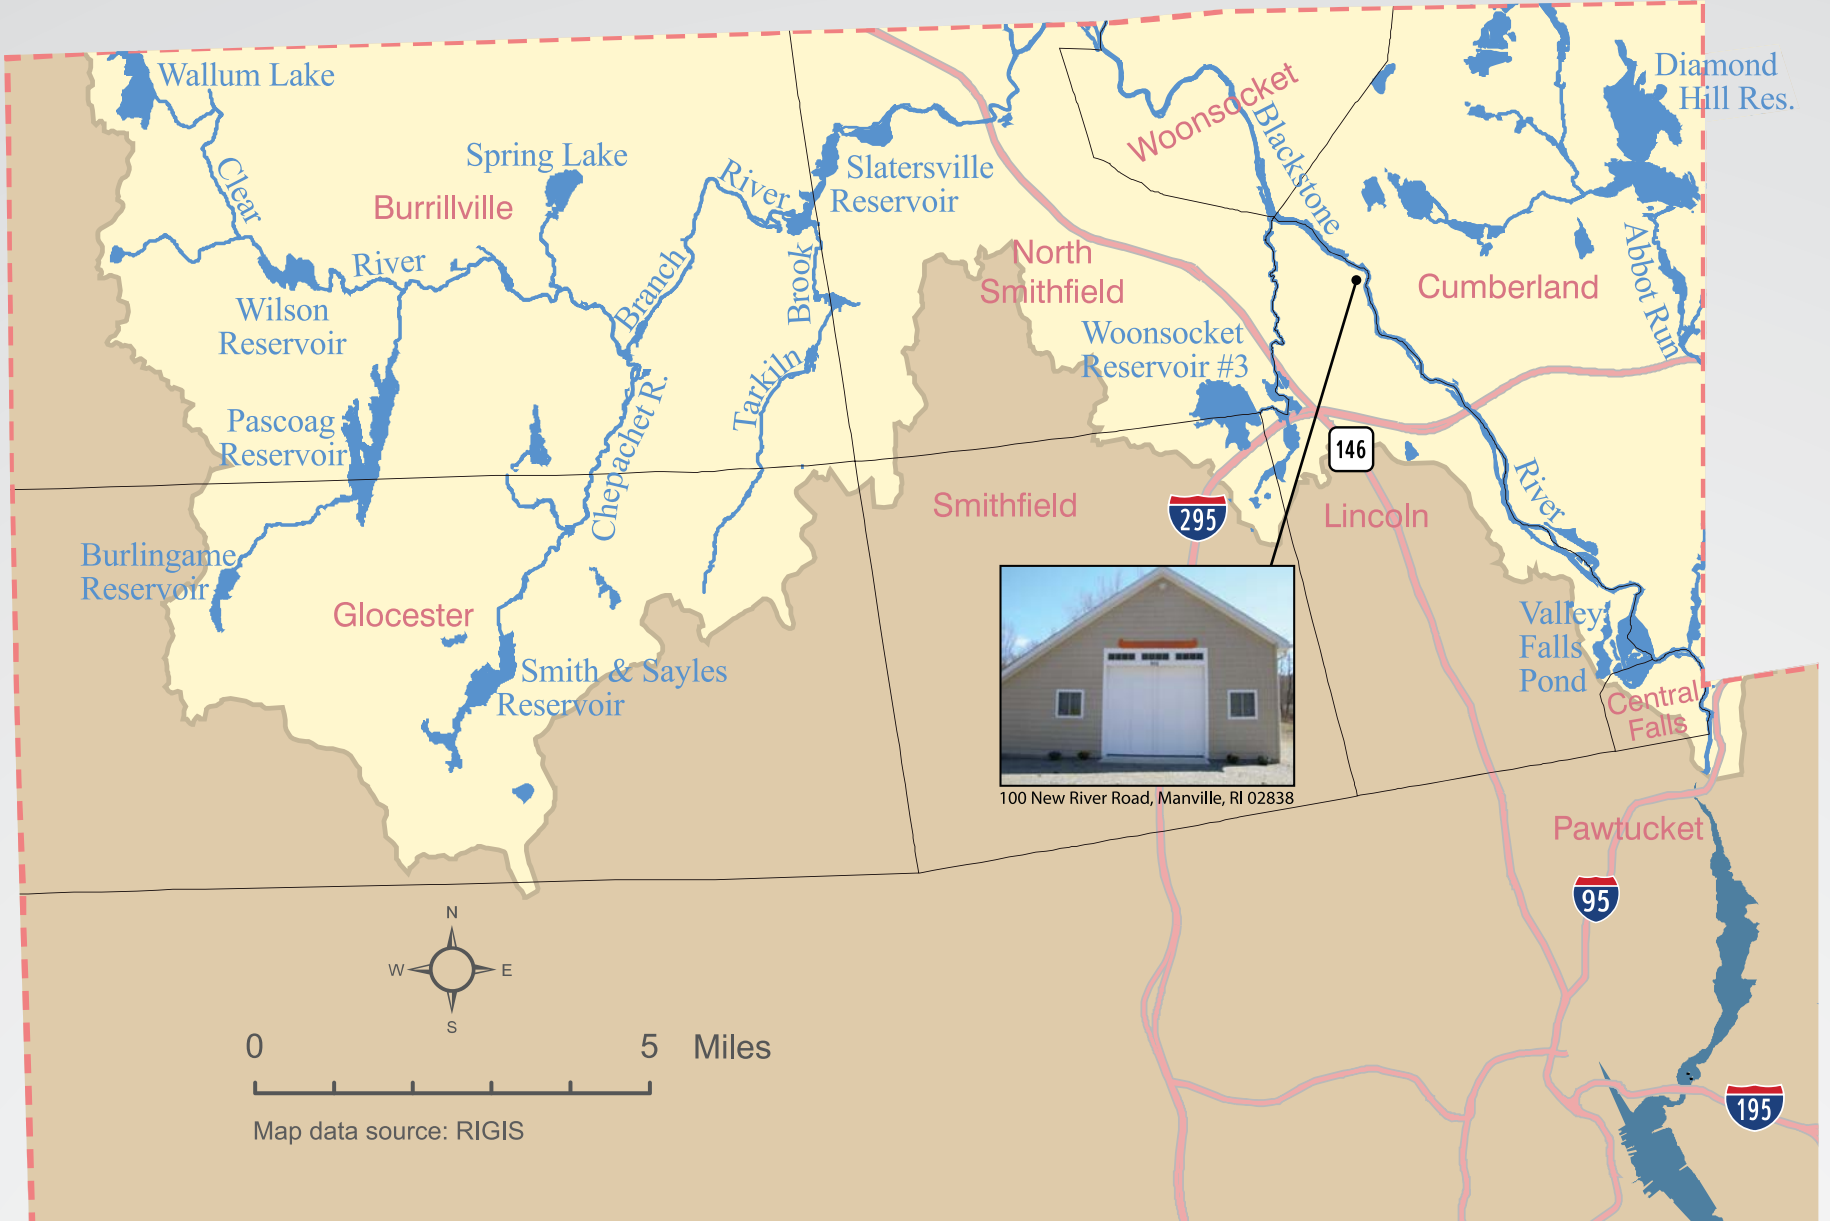 Wallum Lake
Diamond
Hill Res.
Woonsocket
Blackstone
Spring Lake
Slatersville
Reservoir
River
Clear
Burrillville
Abbot Run
North
Smithfield
Cumberland
River
Branch
Brook
Wilson
Reservoir
Woonsocket
Reservoir #3
Tarkiln
Chepachet R.
Pascoag
Reservoir
146
River
Smithfield
295
Lincoln
Burlingame
Reservoir
Glocester
Valley
Falls
Pond
Smith & Sayles
Reservoir
Central
Falls
100 New River Road, Manville, RI 02838
Pawtucket
95
N
W E
S
0 5 Miles
Map data source: RIGIS
195